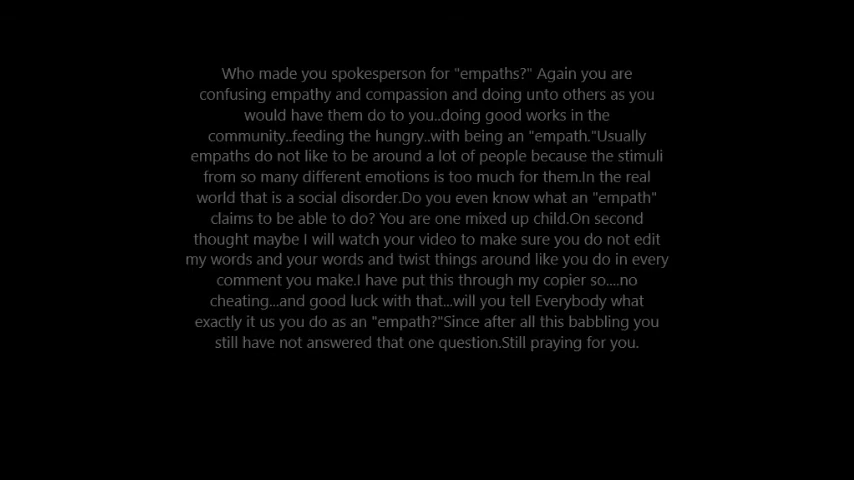 Who made you spokesperson for "empaths?" Again you are
confusing empathy and compassion and doing unto others as you
would have them do to you..doing good works in the
community..feeding the hungry..with being an "empath."Usually
empaths do not like to be around a lot of people because the stimuli
from so many different emotions is too much for them.In the real
world that is a social disorder.Do you even know what an "empath"
claims to be able to do? You are one mixed up child.On second
thought maybe I will watch your video to make sure you do not edit
my words and your words and twist things around like you do in every
comment you make.I have put this through my copier so....no
cheating...and good luck with that...will you tell Everybody what
exactly it us you do as an "empath?"Since after all this babbling you
still have not answered that one question.Still praying for you.